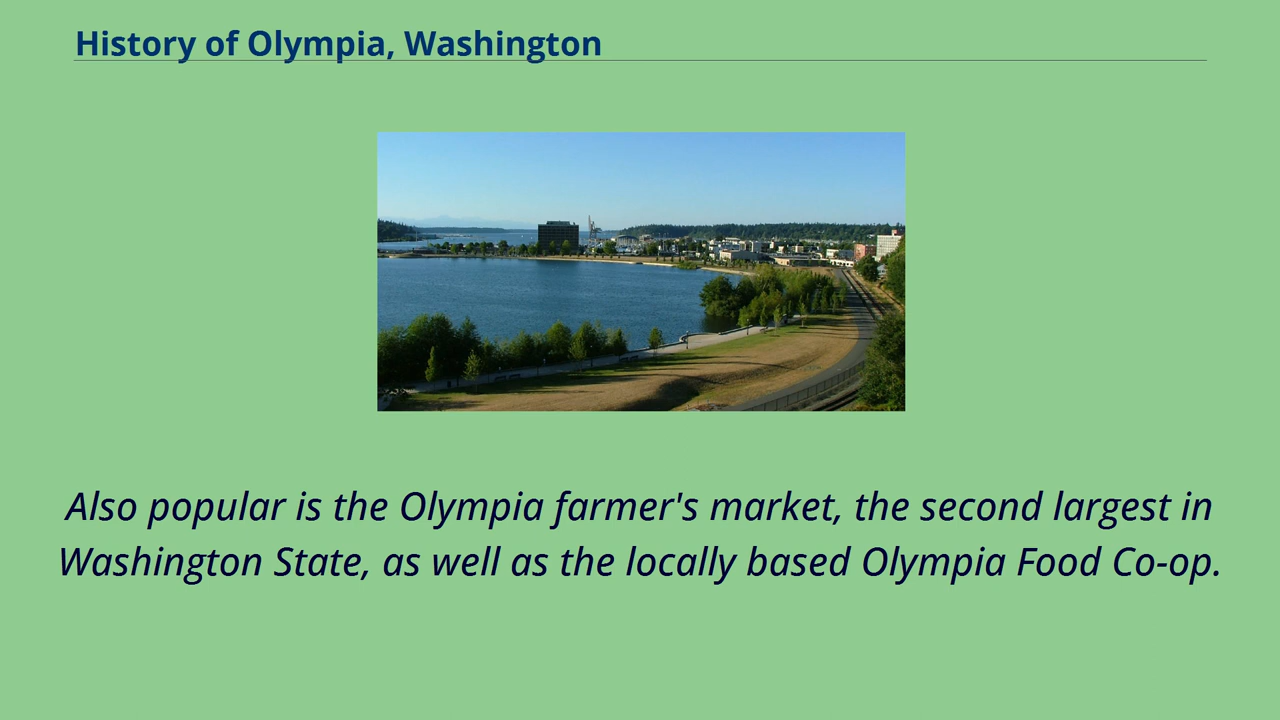 History of Olympia, Washington
Also popular is the Olympia farmer's market, the second largest in
Washington State, as well as the locally based Olympia Food Co-op.